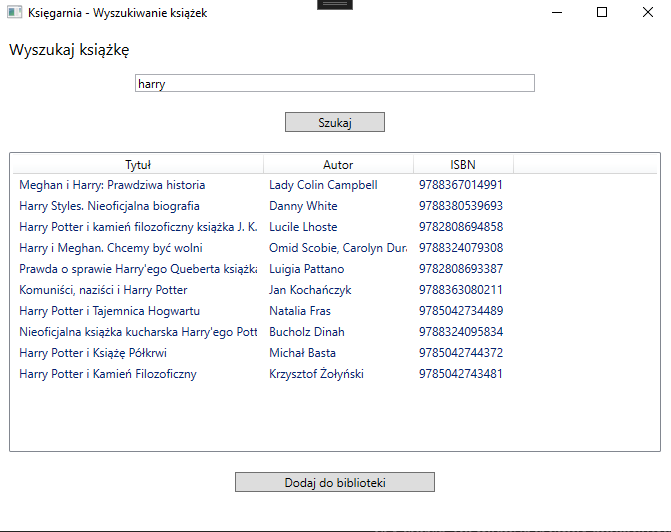 Księgarnia - Wyszukiwanie książek
Wyszukaj książkę
harry
Szukaj
Tytuł Autor ISBN
Meghan i Harry: Prawdziwa historia Lady Colin Campbell 9788367014991
Harry Styles. Nieoficjalna biografia Danny White 9788380539693
Harry Potter i kamień filozoficzny książka J. K. Lucile Lhoste 9782808694858
Harry i Meghan. Chcemy być wolni Omid Scobie, Carolyn Dura 9788324079308
Prawda o sprawie Harry'ego Queberta książka Luigia Pattano 9782808693387
Komuniści, naziści i Harry Potter Jan Kochańczyk 9788363080211
Harry Potter i Tajemnica Hogwartu Natalia Fras 9785042734489
Nieoficjalna książka kucharska Harry'ego Pott Bucholz Dinah 9788324095834
Harry Potter i Książę Półkrwi Michał Basta 9785042744372
Harry Potter i Kamień Filozoficzny Krzysztof Żołyński 9785042743481
Dodaj do biblioteki